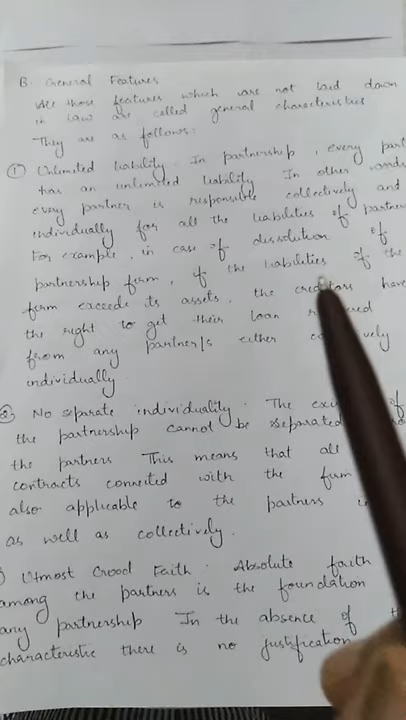 B. General Features
All those features which are not laid down
in law are called general characteristics
They are as follows:
① Unlimited liability. In partnership, every
has an unlimited liability In other words
every partner is responsible collectively and
individually for all the liabilities of
For example, in case of dissolution of
partnership firm, if the liabilities of the
firm exceeds its assets, the creditors have
the right to get their loan
from any partner/s either
individually
② No separate individuality. The of
the partnership cannot be separated
the partners This means that all
contracts connected with the firm
also applicable to the partners
as well as collectively.
Utmost Good Faith. Absolute faith
among the partners is the foundation
any partnership In the absence of
characteristic there is no justification